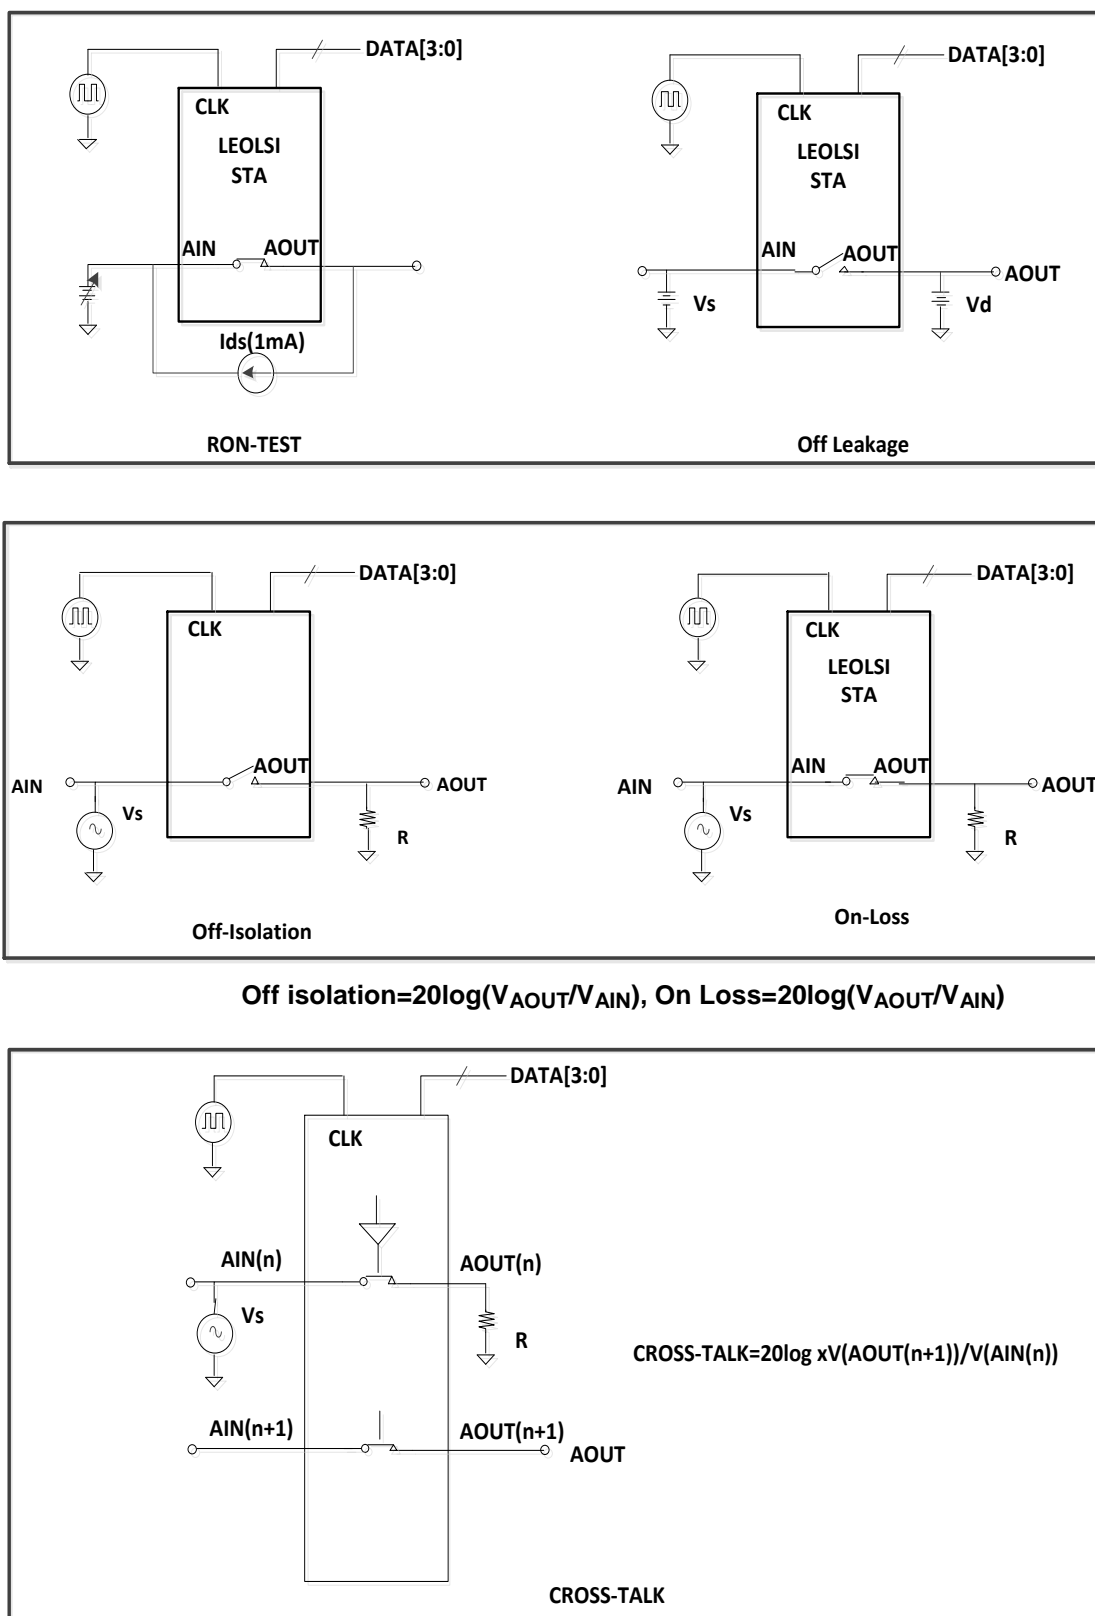 DATA[3:0]
CLK
LEOLSI
STA
AIN
AOUT
Ids(1mA)
RON-TEST
DATA[3:0]
CLK
LEOLSI
STA
AIN
AOUT
AOUT
Vs
Vd
Off Leakage
DATA[3:0]
CLK
AOUT
AIN
AOUT
Vs
R
Off-Isolation
DATA[3:0]
CLK
LEOLSI
STA
AIN
AOUT
AIN
AOUT
Vs
R
On-Loss
Off isolation=20log(VAOUT/VAIN), On Loss=20log(VAOUT/VAIN)
DATA[3:0]
CLK
AIN(n)
AOUT(n)
Vs
R
CROSS-TALK=20log xV(AOUT(n+1))/V(AIN(n))
AIN(n+1)
AOUT(n+1)
AOUT
CROSS-TALK